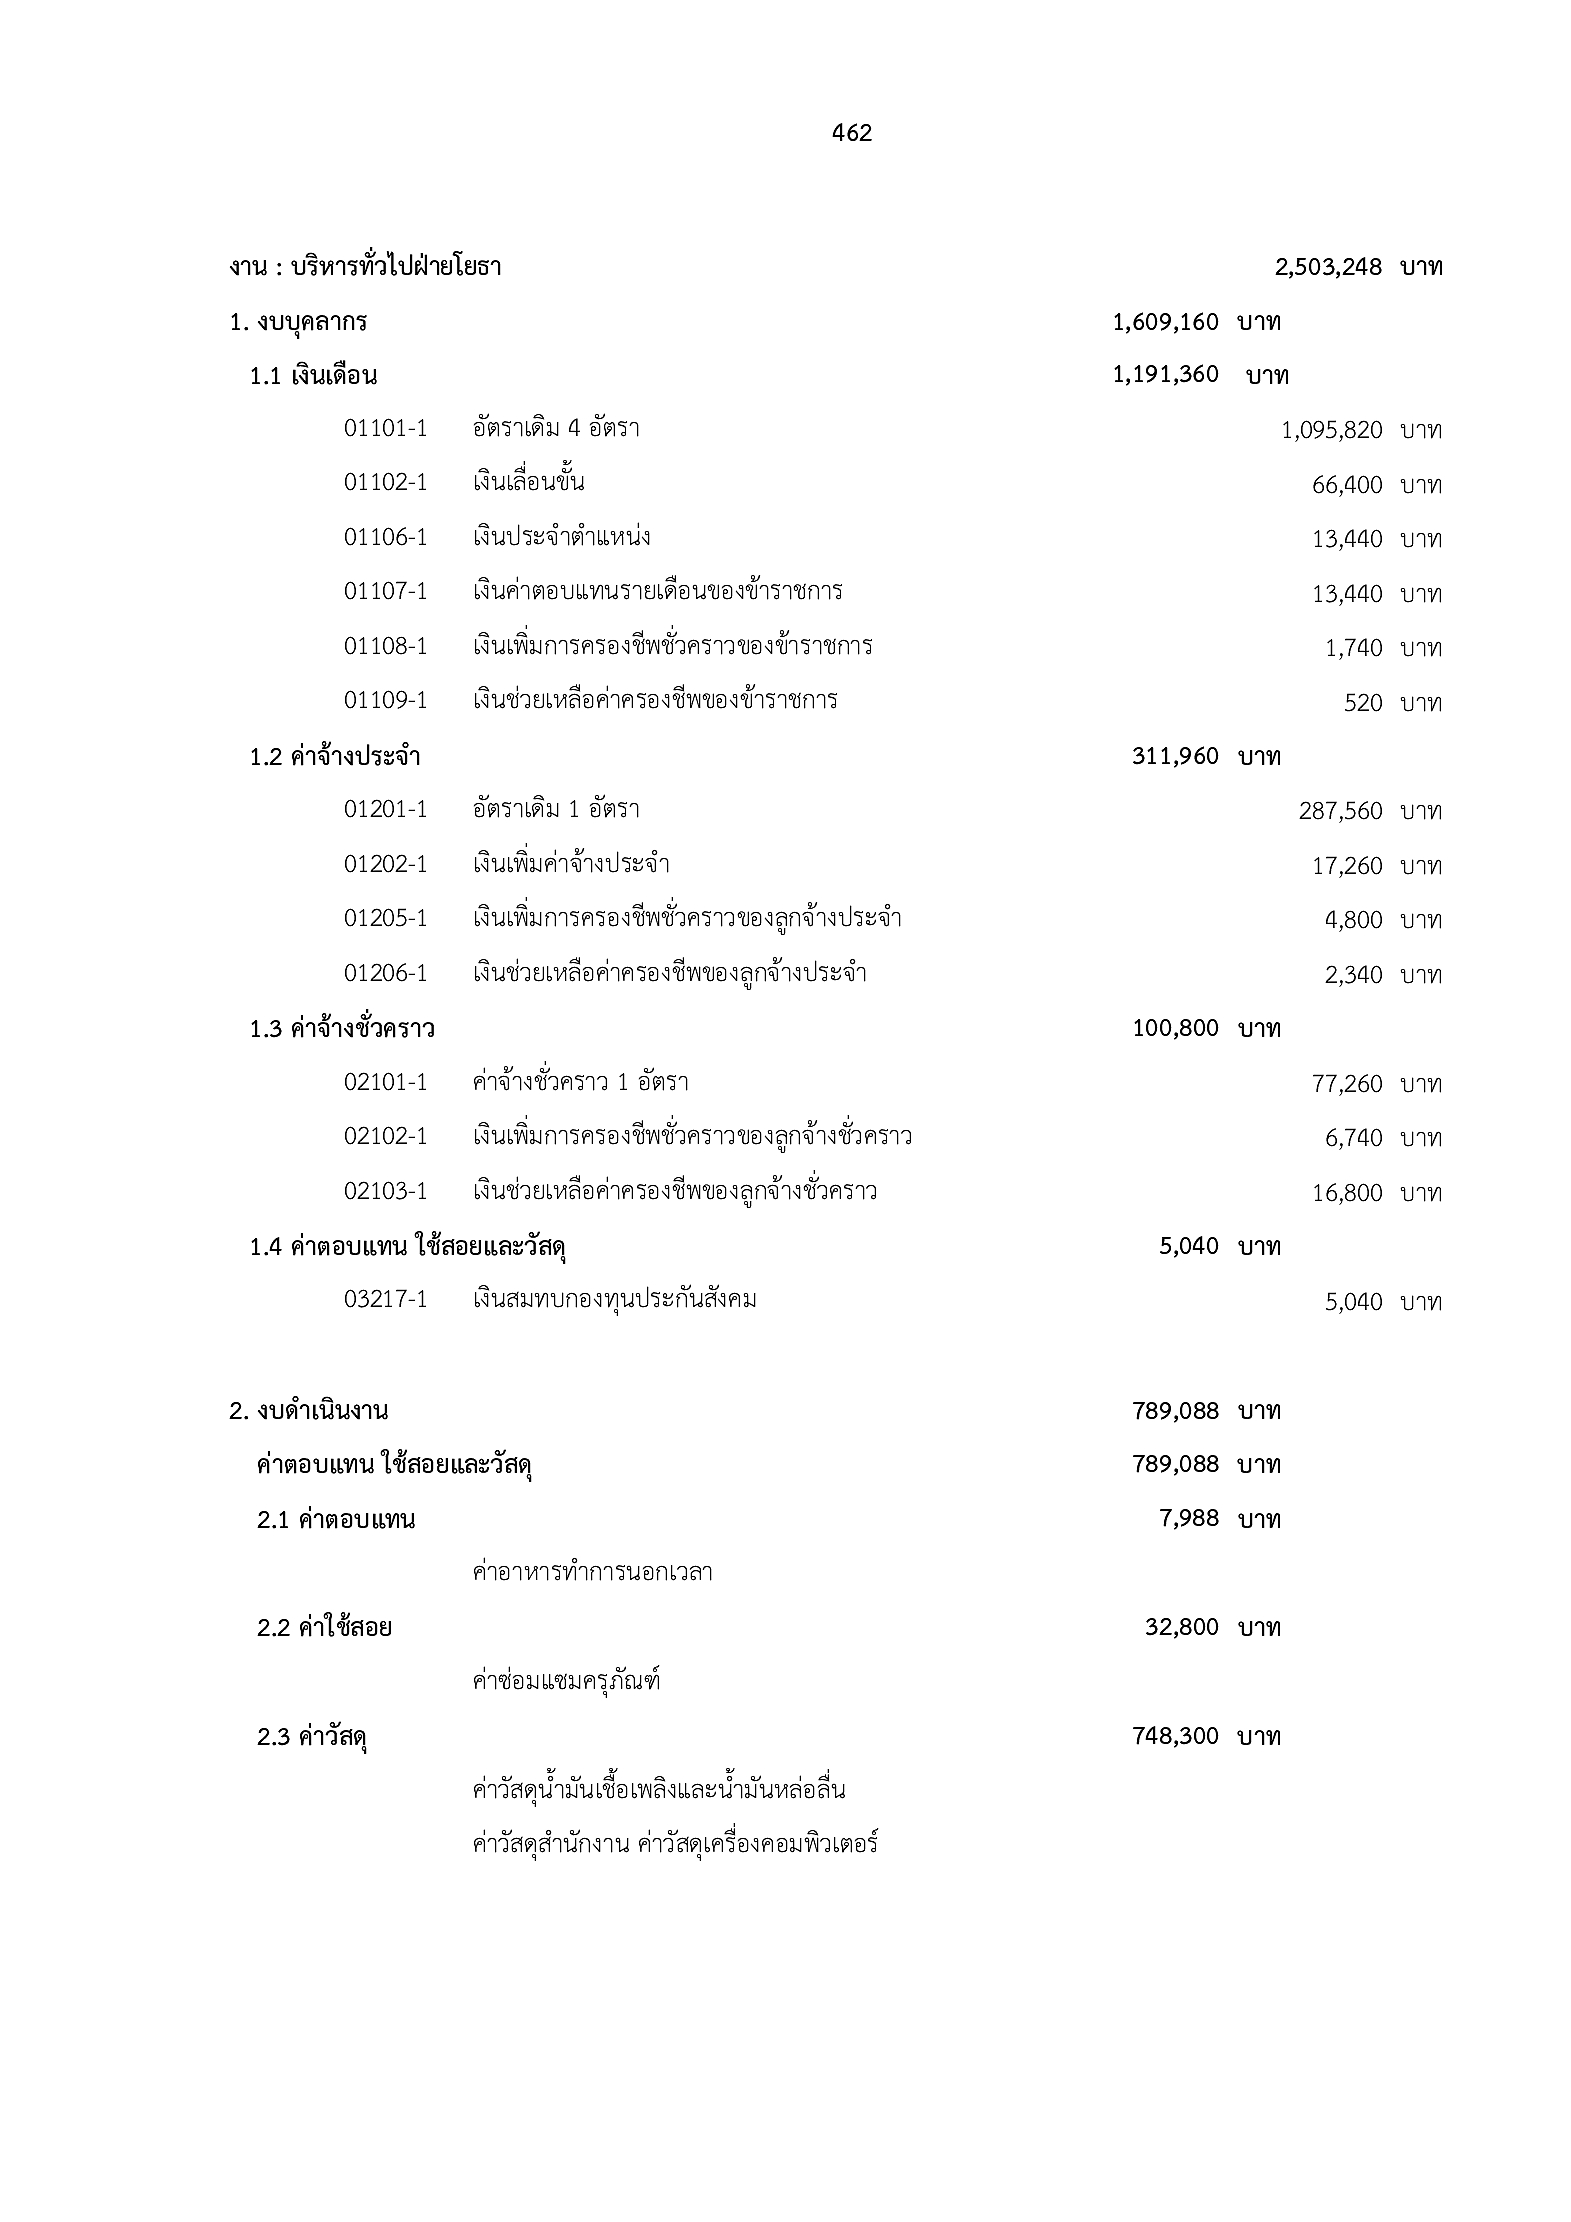 462
งาน : บริหารทั่วไปฝ่ายโยธา 2,503,248 บาท
1. งบบุคลากร 1,609,160 บาท
1.1 เงินเดือน 1,191,360 บาท
01101-1 อัตราเดิม 4 อัตรา 1,095,820 บาท
01102-1 เงินเลื่อนขั้น 66,400 บาท
01106-1 เงินประจำตำแหน่ง 13,440 บาท
01107-1 เงินค่าตอบแทนรายเดือนของข้าราชการ 13,440 บาท
01108-1 เงินเพิ่มการครองชีพชั่วคราวของข้าราชการ 1,740 บาท
01109-1 เงินช่วยเหลือค่าครองชีพของข้าราชการ 520 บาท
1.2 ค่าจ้างประจำ 311,960 บาท
01201-1 อัตราเดิม 1 อัตรา 287,560 บาท
01202-1 เงินเพิ่มค่าจ้างประจำ 17,260 บาท
01205-1 เงินเพิ่มการครองชีพชั่วคราวของลูกจ้างประจำ 4,800 บาท
01206-1 เงินช่วยเหลือค่าครองชีพของลูกจ้างประจำ 2,340 บาท
1.3 ค่าจ้างชั่วคราว 100,800 บาท
02101-1 ค่าจ้างชั่วคราว 1 อัตรา 77,260 บาท
02102-1 เงินเพิ่มการครองชีพชั่วคราวของลูกจ้างชั่วคราว 6,740 บาท
02103-1 เงินช่วยเหลือค่าครองชีพของลูกจ้างชั่วคราว 16,800 บาท
1.4 ค่าตอบแทน ใช้สอยและวัสดุ 5,040 บาท
03217-1 เงินสมทบกองทุนประกันสังคม 5,040 บาท
2. งบดำเนินงาน 789,088 บาท
ค่าตอบแทน ใช้สอยและวัสดุ 789,088 บาท
2.1 ค่าตอบแทน 7,988 บาท
ค่าอาหารทำการนอกเวลา
2.2 ค่าใช้สอย 32,800 บาท
ค่าซ่อมแซมครุภัณฑ์
2.3 ค่าวัสดุ 748,300 บาท
ค่าวัสดุน้ำมันเชื้อเพลิงและน้ำมันหล่อลื่น
ค่าวัสดุสำนักงาน ค่าวัสดุเครื่องคอมพิวเตอร์